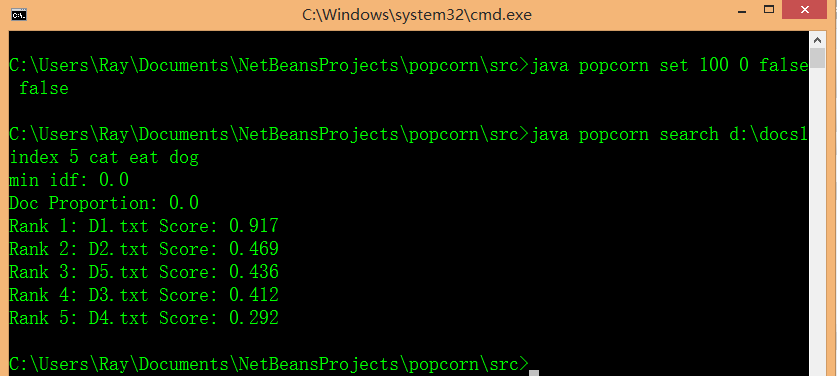 C:\Windows\system32\cmd.exe
C:\Users\Ray\Documents\NetBeansProjects\popcorn\src>java popcorn set 100 0 false
 false
C:\Users\Ray\Documents\NetBeansProjects\popcorn\src>java popcorn search d:\docs1
index 5 cat eat dog
min idf: 0.0
Doc Proportion: 0.0
Rank 1: D1.txt Score: 0.917
Rank 2: D2.txt Score: 0.469
Rank 3: D5.txt Score: 0.436
Rank 4: D3.txt Score: 0.412
Rank 5: D4.txt Score: 0.292
C:\Users\Ray\Documents\NetBeansProjects\popcorn\src>